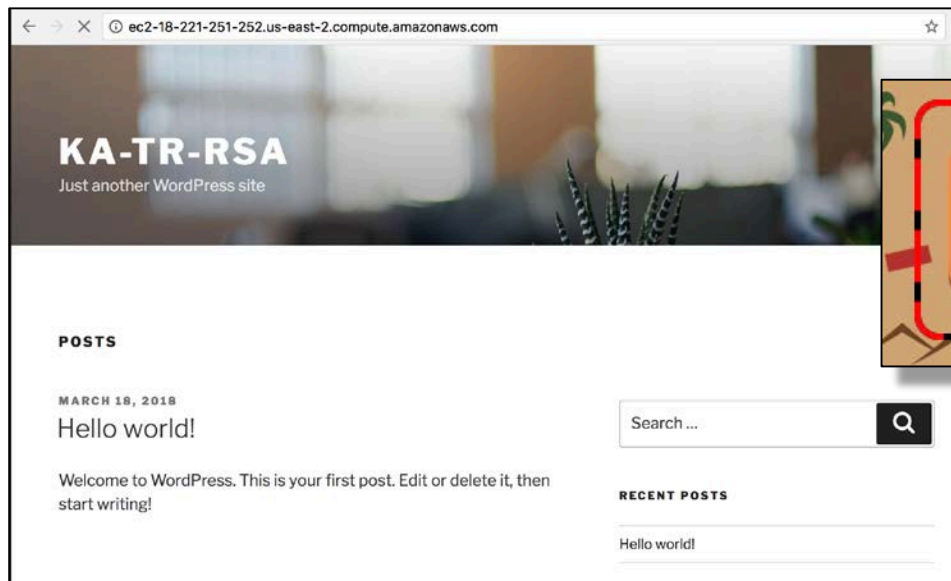 ec2-18-221-251-252.us-east-2.compute.amazonaws.com
KA-TR-RSA
Just another WordPress site
POSTS
MARCH 18, 2018
Hello world!
Welcome to WordPress. This is your first post. Edit or delete it, then
start writing!
Search ...
RECENT POSTS
Hello world!